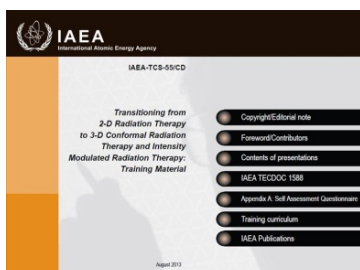 IAEA
International Atomic Energy Agency
IAEA-TCS-55/CD
Transitioning from
2-D Radiation Therapy
to 3-D Conformal Radiation
Therapy and Intensity
Modulated Radiation Therapy:
Training Material
Copyright/Editorial note
Foreword/Contributors
Contents of presentations
IAEA TECDOC 1588
Appendix A: Self Assessment Questionnaire
Training curriculum
IAEA Publications
August 2013